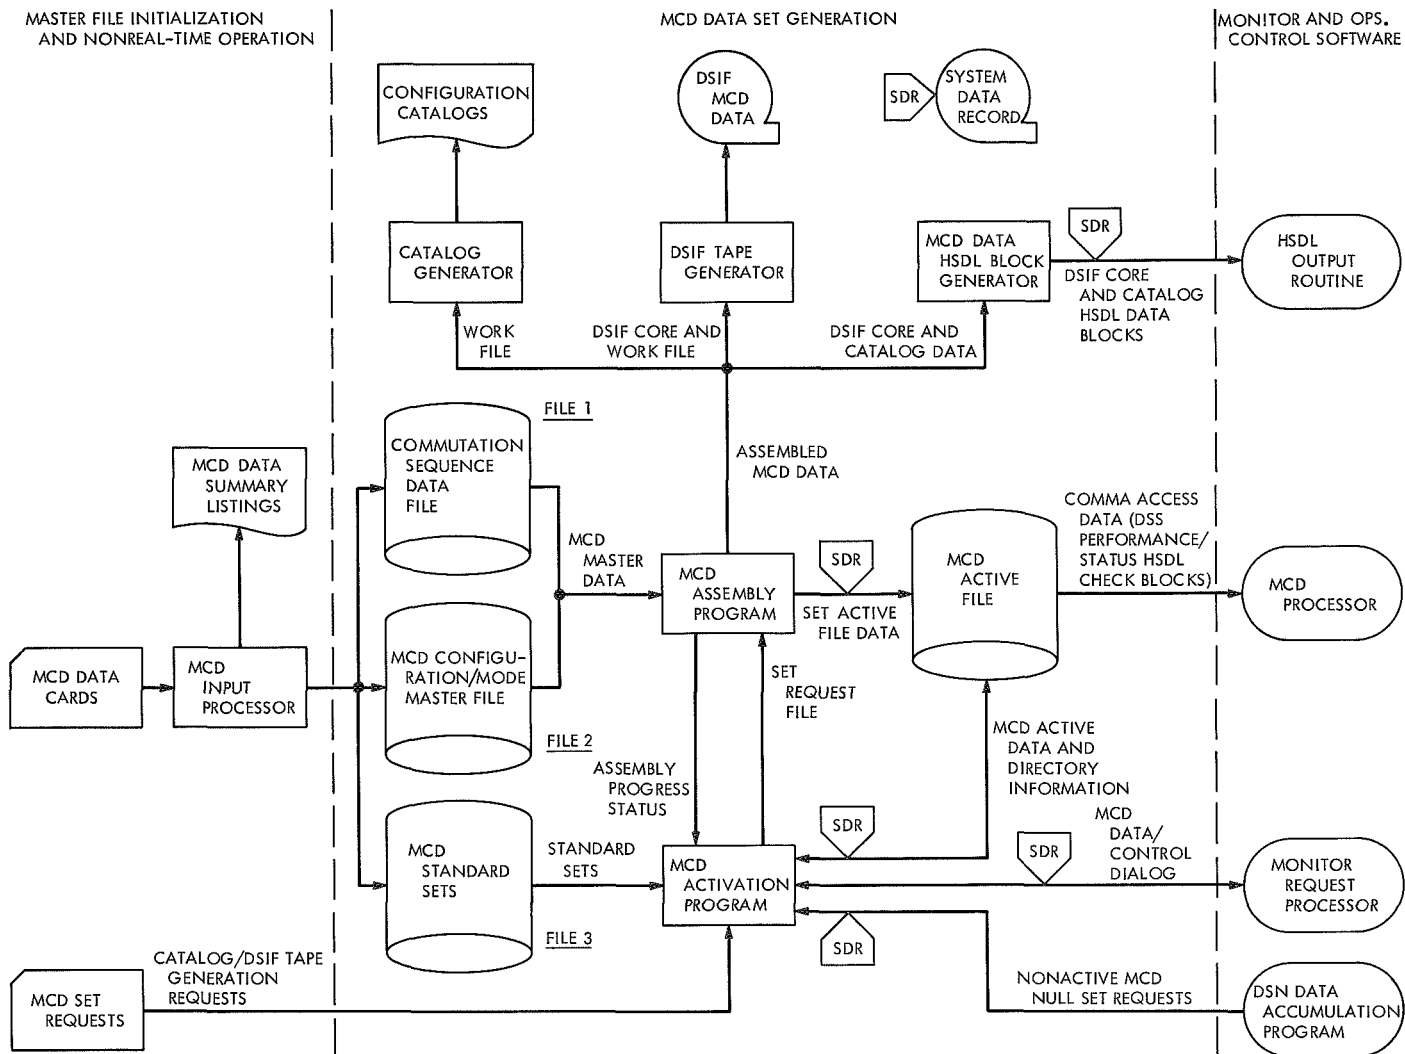 MASTER FILE INITIALIZATION
AND NONREAL-TIME OPERATION
MCD DATA SET GENERATION
MONITOR AND OPS.
CONTROL SOFTWARE
CONFIGURATION
CATALOGS
DSIF
MCD
DATA
SDR
SYSTEM
DATA
RECORD
CATALOG
GENERATOR
DSIF TAPE
GENERATOR
MCD DATA
HSDL BLOCK
GENERATOR
SDR
DSIF CORE
AND CATALOG
HSDL DATA
BLOCKS
HSDL
OUTPUT
ROUTINE
WORK
FILE
DSIF CORE AND
WORK FILE
DSIF CORE AND
CATALOG DATA
FILE 1
COMMUTATION
SEQUENCE
DATA
FILE
ASSEMBLED
MCD DATA
MCD DATA
SUMMARY
LISTINGS
MCD
MASTER
DATA
MCD
ASSEMBLY
PROGRAM
SDR
SET ACTIVE
FILE DATA
MCD
ACTIVE
FILE
COMMA ACCESS
DATA (DSS
PERFORMANCE/
STATUS HSDL
CHECK BLOCKS)
MCD
PROCESSOR
MCD DATA
CARDS
MCD
INPUT
PROCESSOR
MCD CONFIGU-
RATION/MODE
MASTER FILE
FILE 2
SET
REQUEST
FILE
ASSEMBLY
PROGRESS
STATUS
MCD ACTIVE
DATA AND
DIRECTORY
INFORMATION
MCD
STANDARD
SETS
STANDARD
SETS
FILE 3
MCD
ACTIVATION
PROGRAM
SDR
SDR
MCD
DATA/
CONTROL
DIALOG
MONITOR
REQUEST
PROCESSOR
SDR
MCD SET
REQUESTS
CATALOG/DSIF TAPE
GENERATION
REQUESTS
NONACTIVE MCD
NULL SET REQUESTS
DSN DATA
ACCUMULATION
PROGRAM